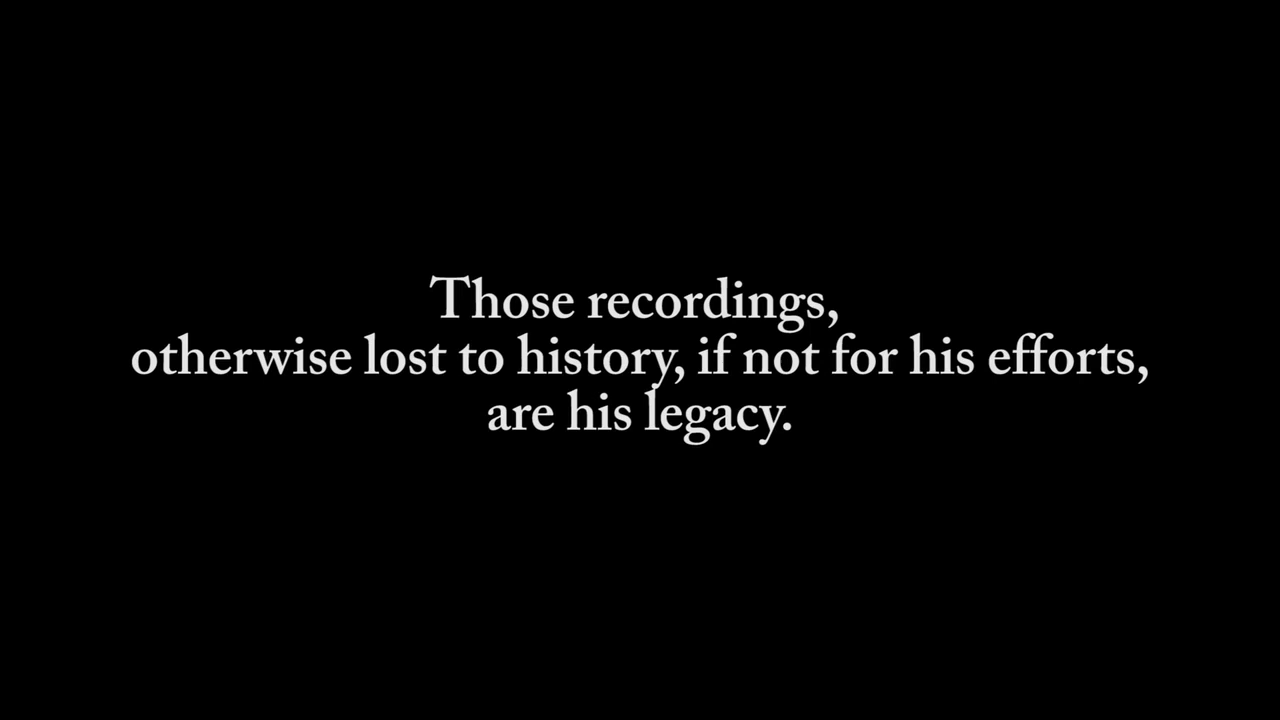 Those recordings,
otherwise lost to history, if not for his efforts,
are his legacy.